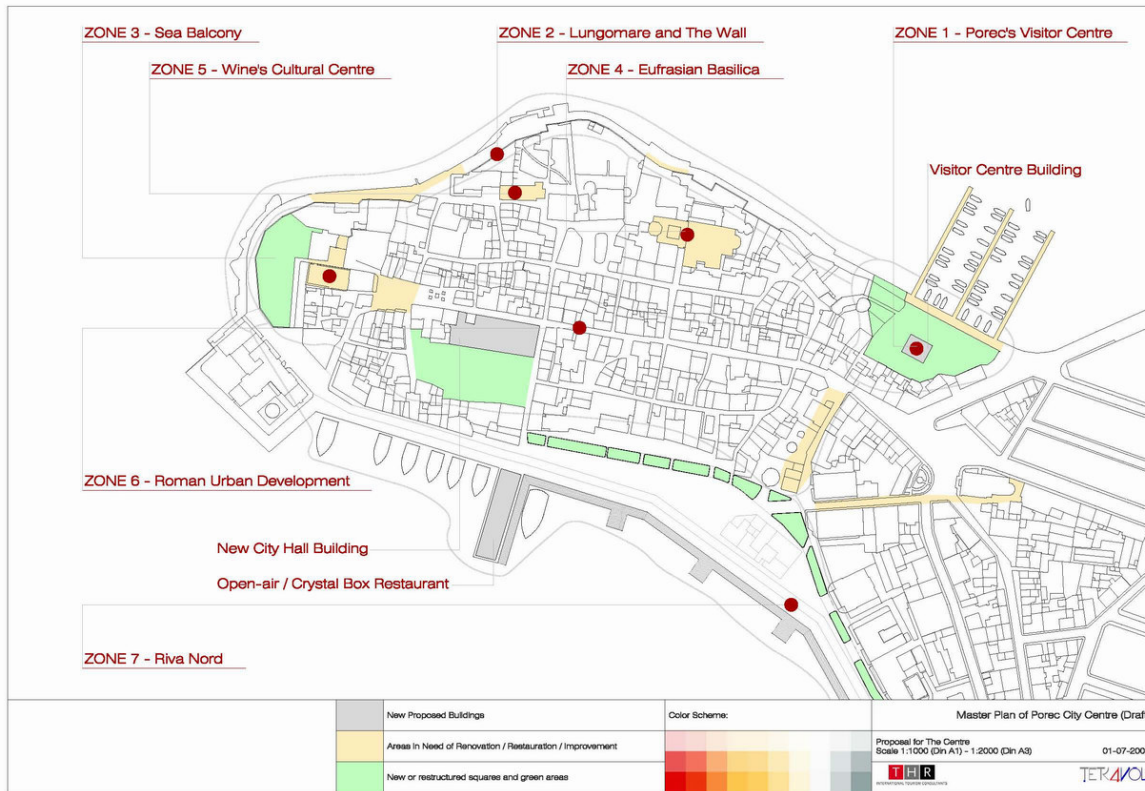 ZONE 3 - Sea Balcony
ZONE 2 - Lungomare and The Wall
ZONE 1 - Porec's Visitor Centre
ZONE 5 - Wine's Cultural Centre
ZONE 4 - Eufrasian Basilica
Visitor Centre Building
ZONE 6 - Roman Urban Development
New City Hall Building
Open-air / Crystal Box Restaurant
ZONE 7 - Riva Nord
New Proposed Buildings
Color Scheme:
Master Plan of Porec City Centre (Draf
Areas in Need of Renovation / Restauration / Improvement
Proposal for The Centre
Scale 1:1000 (Din A1) - 1:2000 (Din A3)
01-07-200
New or restructured squares and green areas
THR
INTERNATIONAL TOURISM CONSULTANTS